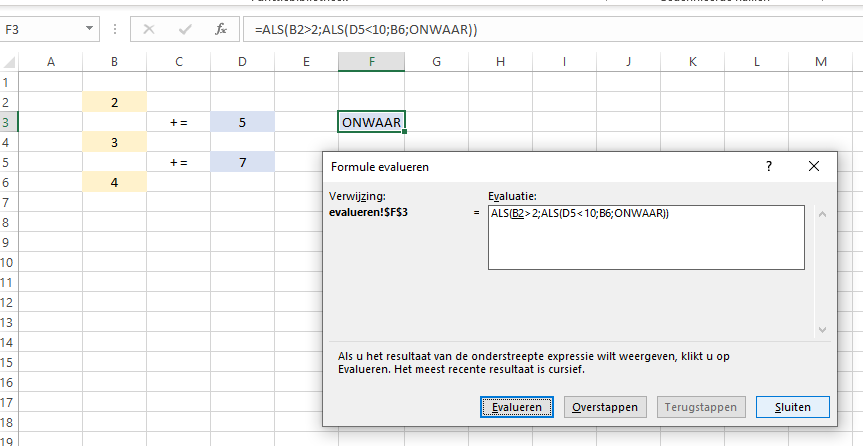 F3 fx =ALS(B2>2;ALS(D5<10;B6;ONWAAR))
A B C D E F G H I J K L M
1
2 2
3 += 5 ONWAAR
4 3
5 += 7
6 4
7
8
9
10
11
12
13
14
15
16
17
18
19
Formule evalueren ? ×
Verwijzing: Evaluatie:
evalueren!$F$3 = ALS(B2>2;ALS(D5<10;B6;ONWAAR))
Als u het resultaat van de onderstreepte expressie wilt weergeven, klikt u op
Evalueren. Het meest recente resultaat is cursief.
Evalueren Overstappen Terugstappen Sluiten